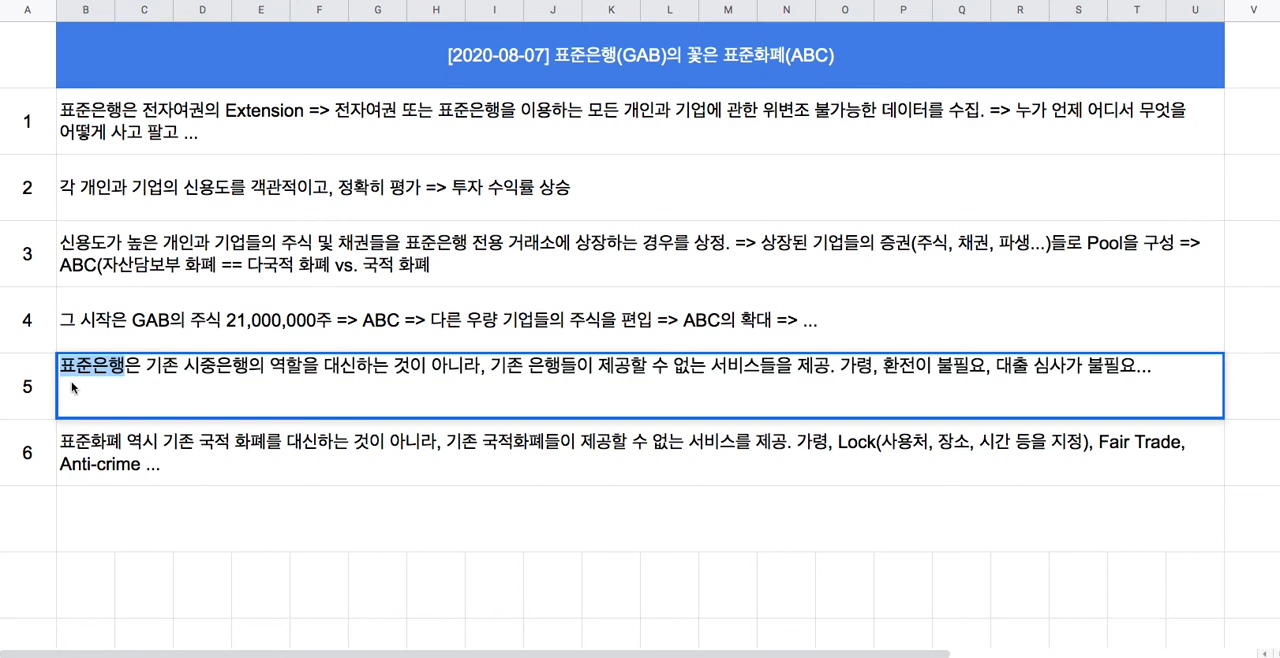 A B C D E F G H I J K L M N O P Q R S T U V
[2020-08-07] 표준은행(GAB)의 꽃은 표준화폐(ABC)
1
표준은행은 전자여권의 Extension => 전자여권 또는 표준은행을 이용하는 모든 개인과 기업에 관한 위변조 불가능한 데이터를 수집. => 누가 언제 어디서 무엇을
어떻게 사고 팔고 ...
2
각 개인과 기업의 신용도를 객관적이고, 정확히 평가 => 투자 수익률 상승
3
신용도가 높은 개인과 기업들의 주식 및 채권들을 표준은행 전용 거래소에 상장하는 경우를 상정. => 상장된 기업들의 증권(주식, 채권, 파생...)들로 Pool을 구성 =>
ABC(자산담보부 화폐 == 다국적 화폐 vs. 국적 화폐
4
그 시작은 GAB의 주식 21,000,000주 => ABC => 다른 우량 기업들의 주식을 편입 => ABC의 확대 => ...
5
표준은행은 기존 시중은행의 역할을 대신하는 것이 아니라, 기존 은행들이 제공할 수 없는 서비스들을 제공. 가령, 환전이 불필요, 대출 심사가 불필요...
6
표준화폐 역시 기존 국적 화폐를 대신하는 것이 아니라, 기존 국적화폐들이 제공할 수 없는 서비스를 제공. 가령, Lock(사용처, 장소, 시간 등을 지정), Fair Trade,
Anti-crime ...